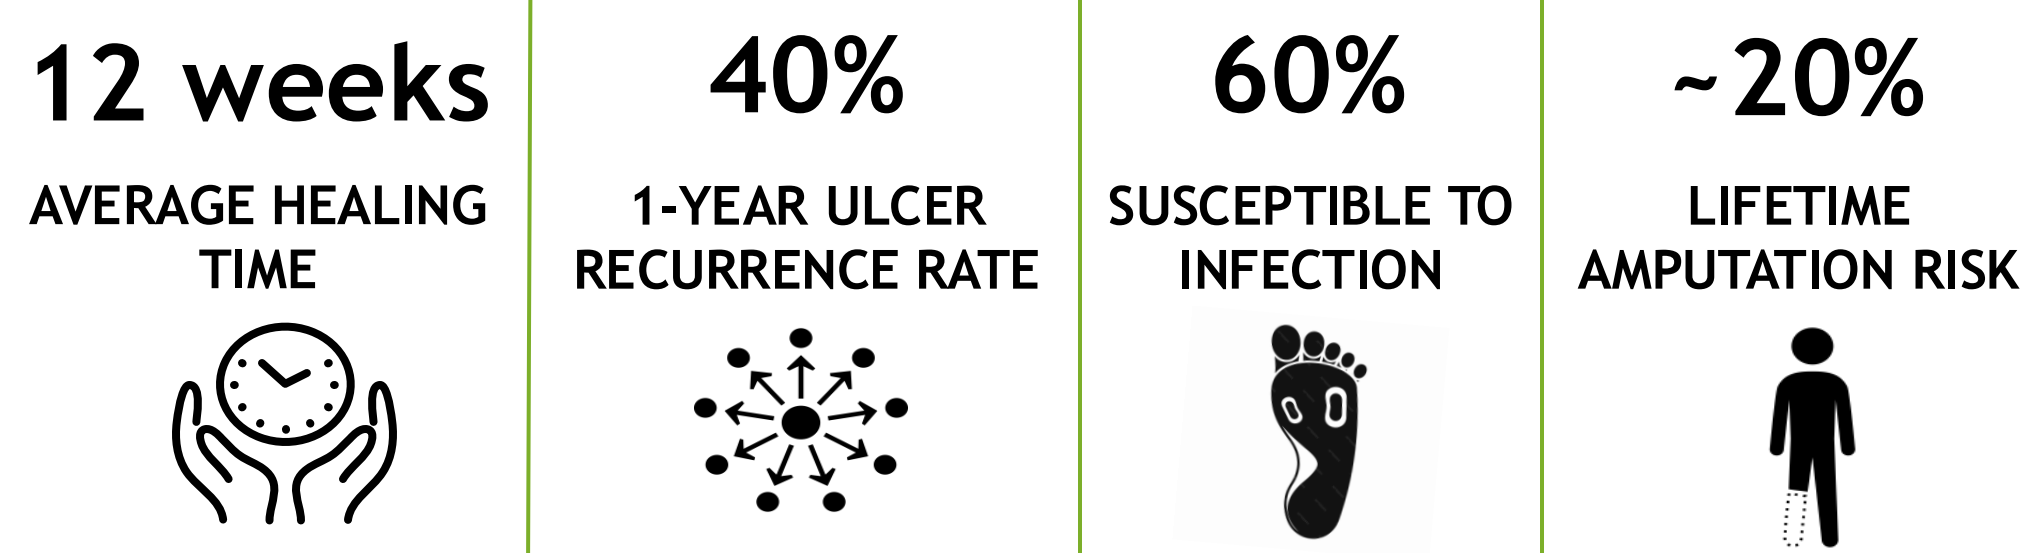 12 weeks
AVERAGE HEALING
TIME
40%
1-YEAR ULCER
RECURRENCE RATE
60%
SUSCEPTIBLE TO
INFECTION
~20%
LIFETIME
AMPUTATION RISK